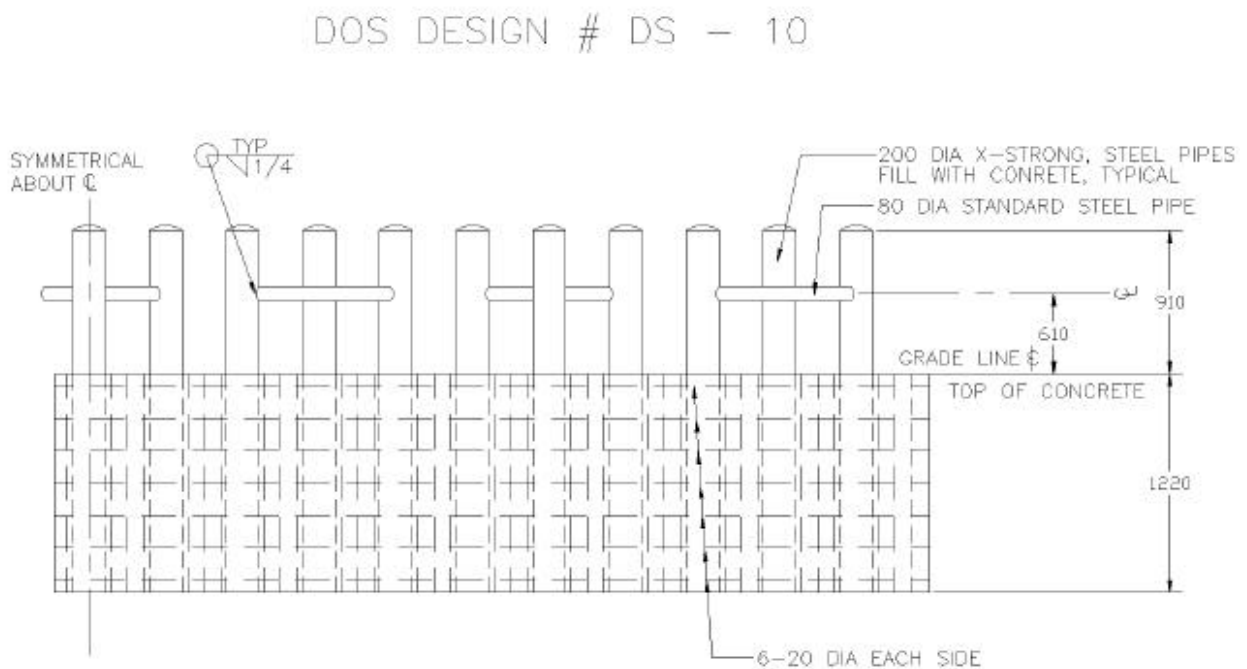 DOS DESIGN # DS - 10
SYMMETRICAL
ABOUT ℄
TYP
1/4
200 DIA X-STRONG, STEEL PIPES
FILL WITH CONRETE, TYPICAL
80 DIA STANDARD STEEL PIPE
℄
910
610
GRADE LINE ℄
TOP OF CONCRETE
1220
6-20 DIA EACH SIDE